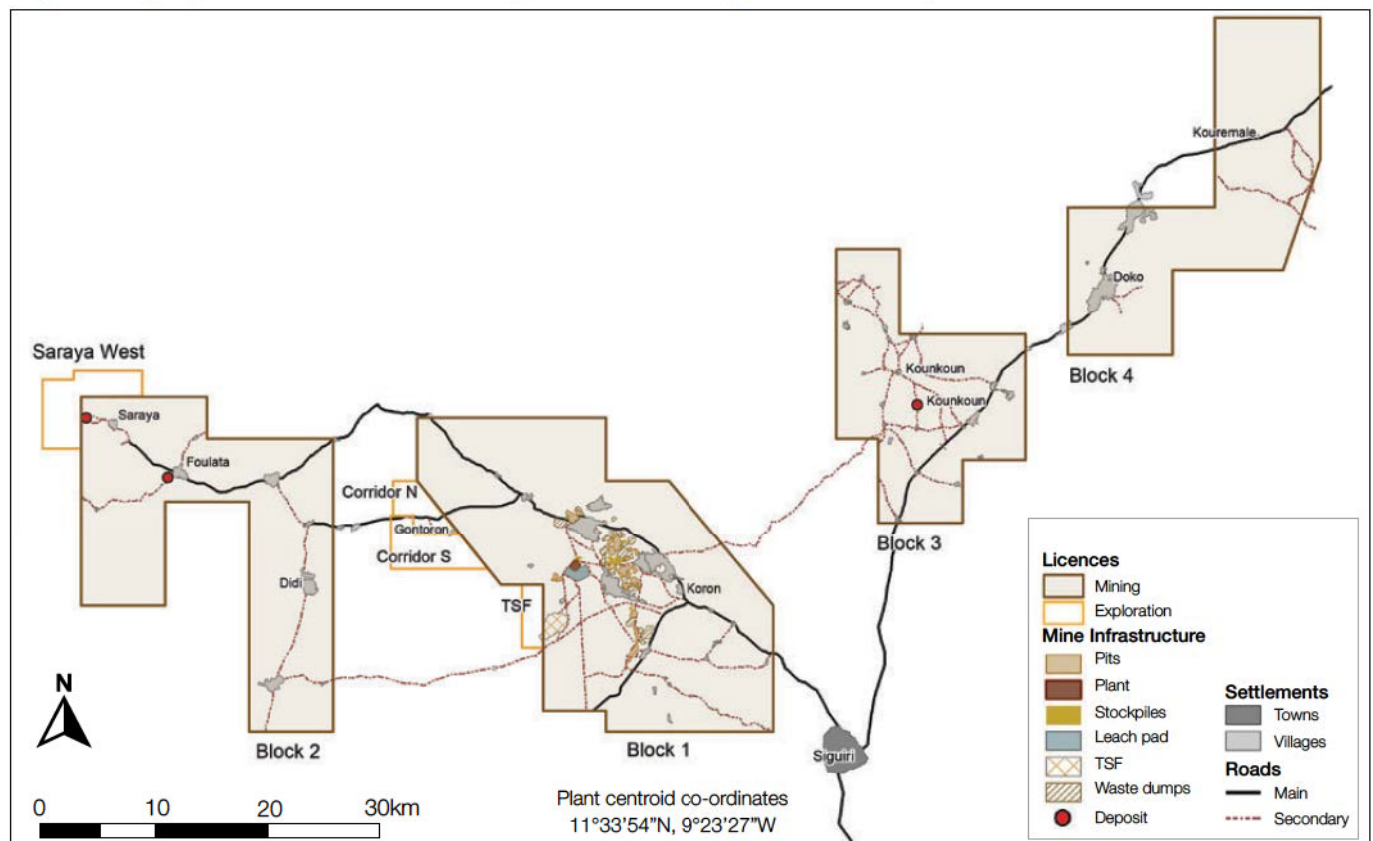 Kouremale
Doko
Block 4
Kounkoun
Kounkoun
Block 3
Saraya West
Saraya
Foulata
Corridor N
Gontoron
Corridor S
Didi
TSF
Koron
Block 2
Block 1
Siguiri
N
0 10 20 30km
Plant centroid co-ordinates
11°33'54"N, 9°23'27"W
Licences
Mining
Exploration
Mine Infrastructure
Pits
Plant
Stockpiles
Leach pad
TSF
Waste dumps
Deposit
Settlements
Towns
Villages
Roads
Main
Secondary